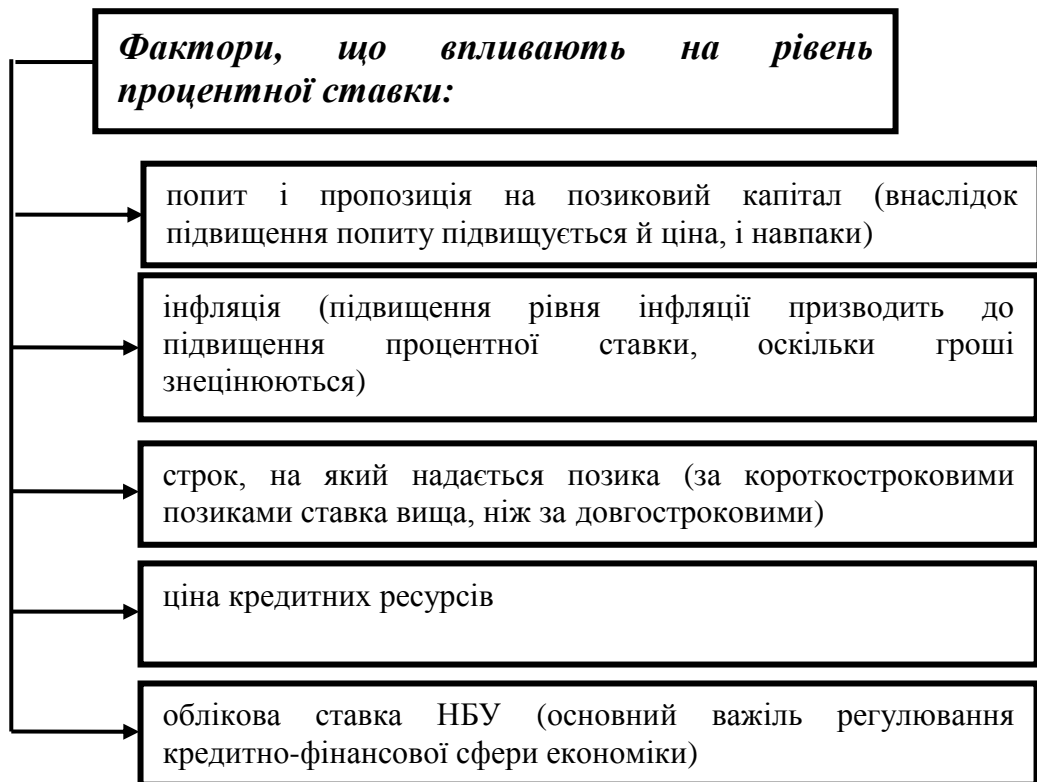 Фактори, що впливають на рівень
процентної ставки:
попит і пропозиція на позиковий капітал (внаслідок
підвищення попиту підвищується й ціна, і навпаки)
інфляція (підвищення рівня інфляції призводить до
підвищення процентної ставки, оскільки гроші
знецінюються)
строк, на який надається позика (за короткостроковими
позиками ставка вища, ніж за довгостроковими)
ціна кредитних ресурсів
облікова ставка НБУ (основний важіль регулювання
кредитно-фінансової сфери економіки)